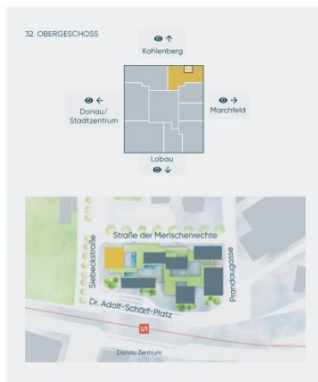 32. OBERGESCHOSS
Kahlenberg
Donau/
Stadtzentrum
Marchfeld
Lobau
Straße der Menschenrechte
Siebeckstraße
Prandaugasse
Dr. Adolf-Schärf-Platz
U1
Donau Zentrum